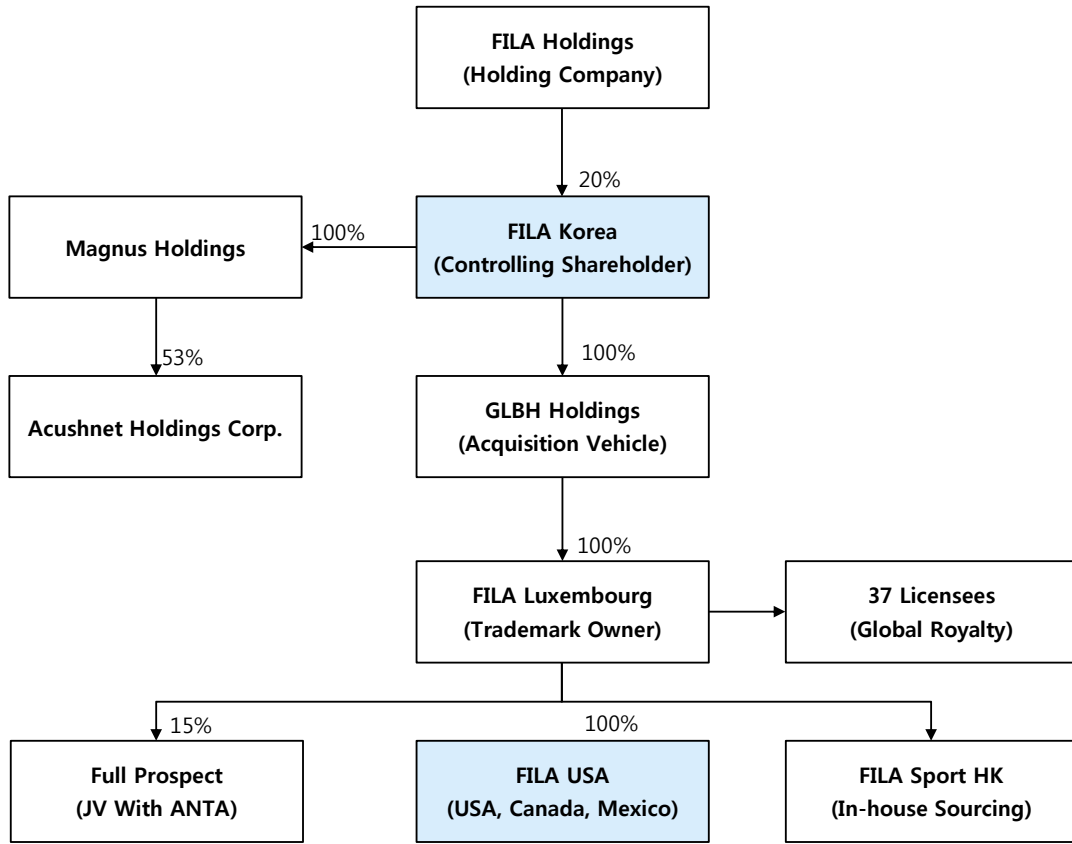 FILA Holdings
(Holding Company)
20%
Magnus Holdings
100%
FILA Korea
(Controlling Shareholder)
53%
100%
Acushnet Holdings Corp.
GLBH Holdings
(Acquisition Vehicle)
100%
FILA Luxembourg
(Trademark Owner)
37 Licensees
(Global Royalty)
15%
100%
Full Prospect
(JV With ANTA)
FILA USA
(USA, Canada, Mexico)
FILA Sport HK
(In-house Sourcing)